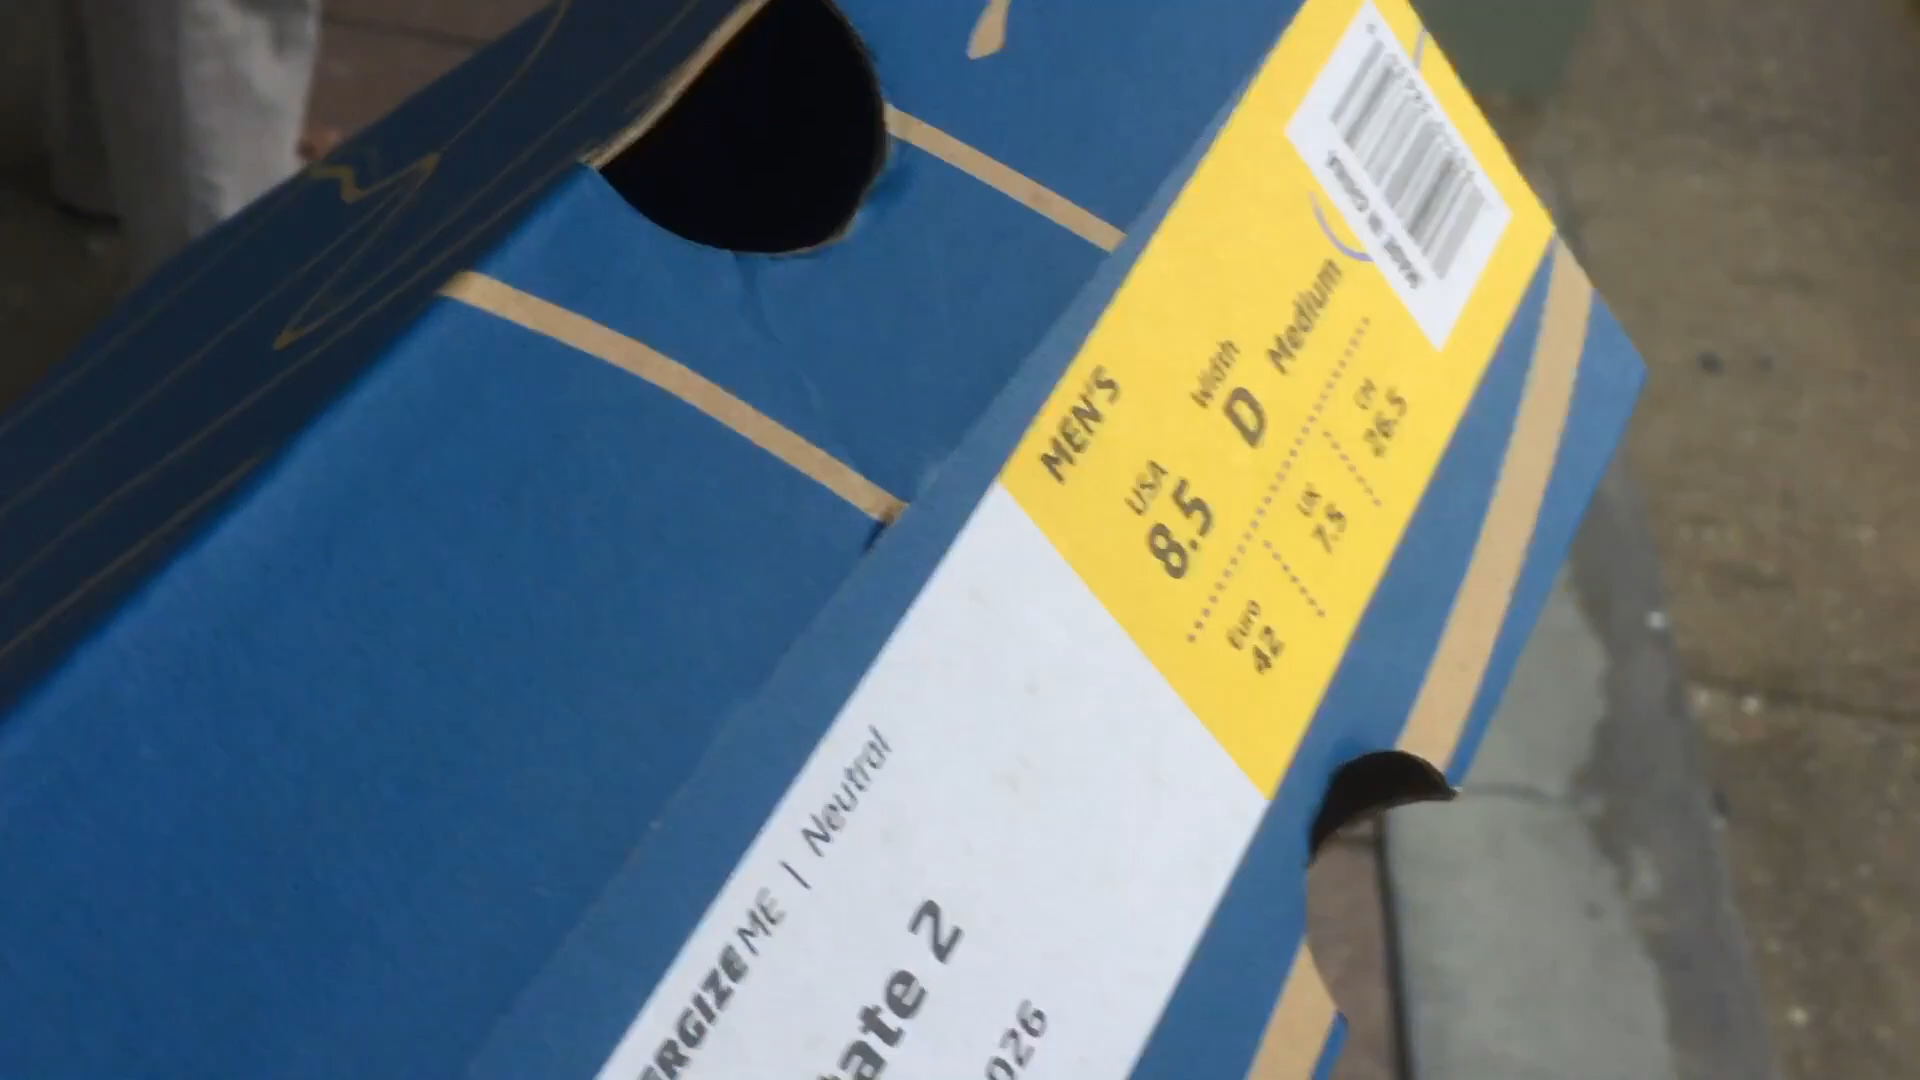 MEN'S
USA
8.5
Width
D Medium
Euro
42
UK
7.5
CM
26.5
ERGIZE ME | Neutral
ate 2
026